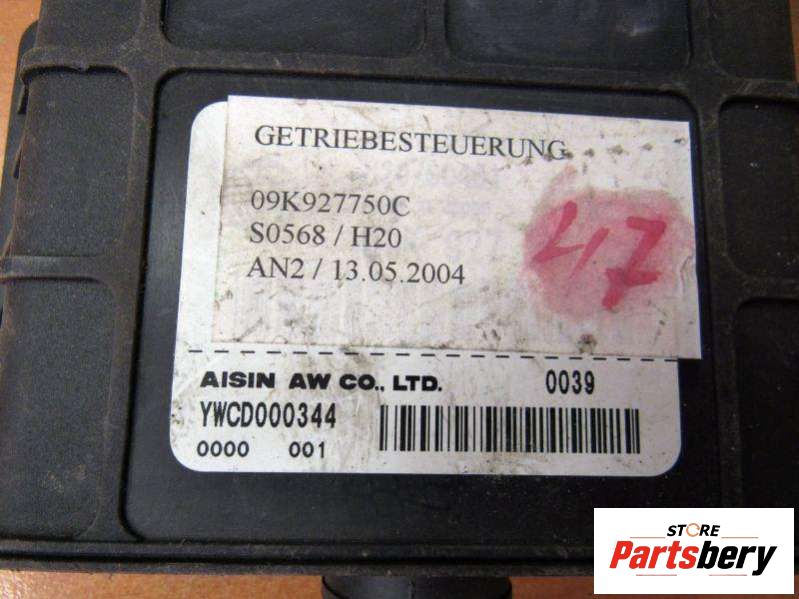 GETRIEBESTEUERUNG
09K927750C
S0568 / H20
AN2 / 13.05.2004
47
AISIN AW CO., LTD. 0039
YWCD000344
0000 001
STORE
Partsbery